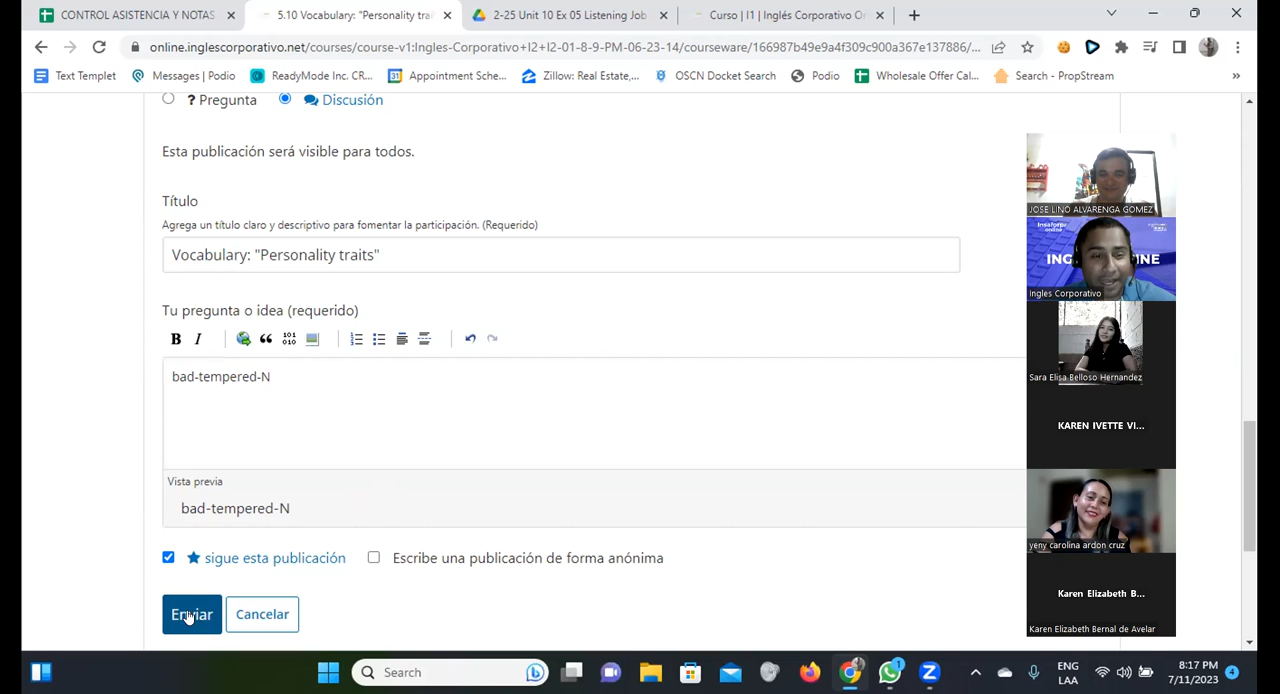 CONTROL ASISTENCIA Y NOTAS
5.10 Vocabulary: "Personality trai
2-25 Unit 10 Ex 05 Listening Job
Curso | I1 | Inglés Corporativo On
online.inglescorporativo.net/courses/course-v1:Ingles-Corporativo+I2+I2-01-8-9-PM-06-23-14/courseware/166987b49e9a4f309c900a367e137886/...
Text Templet
Messages | Podio
ReadyMode Inc. CR...
Appointment Sche...
Zillow: Real Estate,...
OSCN Docket Search
Podio
Wholesale Offer Cal...
Search - PropStream
»
? Pregunta
Discusión
Esta publicación será visible para todos.
Título
Agrega un título claro y descriptivo para fomentar la participación. (Requerido)
Vocabulary: "Personality traits"
Tu pregunta o idea (requerido)
B I
bad-tempered-N
Vista previa
bad-tempered-N
sigue esta publicación
Escribe una publicación de forma anónima
Enviar
Cancelar
JOSE LINO ALVARENGA GOMEZ
Ingles Corporativo
Sara Elisa Belloso Hernandez
KAREN IVETTE VI...
yeny carolina ardon cruz
Karen Elizabeth B...
Karen Elizabeth Bernal de Avelar
Search
1
ENG
LAA
8:17 PM
7/11/2023
4